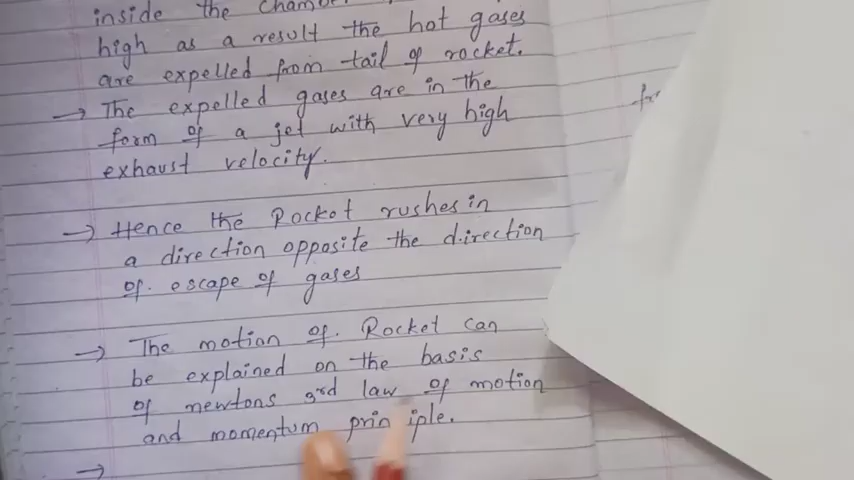 inside the chamber
high as a result the hot gases
are expelled from tail of rocket.
→ The expelled gases are in the
form of a jet with very high
exhaust velocity.
→ Hence the Rocket rushes in
a direction opposite the direction
of. escape of gases
→ The motion of. Rocket can
be explained on the basis
of newtons 3rd law of motion
and momentum principle.
→